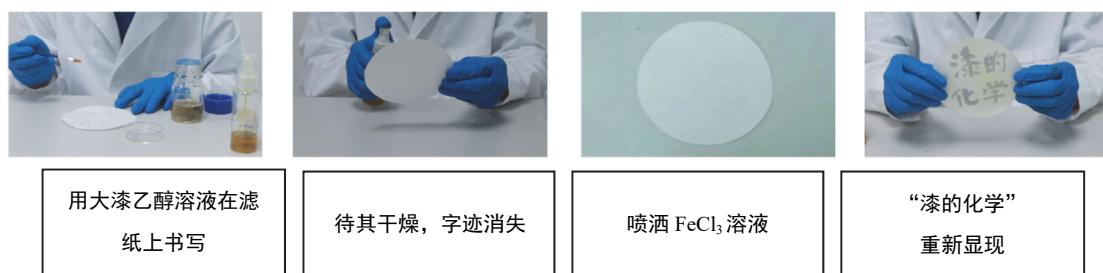 漆的
化学
用大漆乙醇溶液在滤
纸上书写
待其干燥，字迹消失
喷洒 FeCl₃ 溶液
“漆的化学”
重新显现